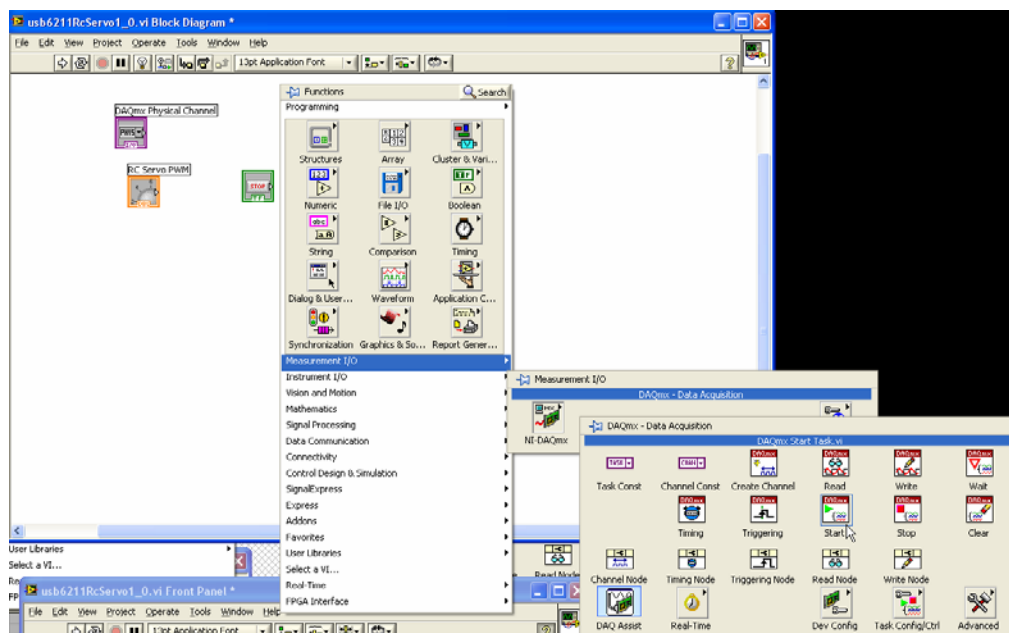 usb6211RcServo1_0.vi Block Diagram *
File Edit View Project Operate Tools Window Help
13pt Application Font
DAQmx Physical Channel
RC Servo PWM
STOP
Functions
Search
Programming
Structures Array Cluster & Vari...
Numeric File I/O Boolean
String Comparison Timing
Dialog & User... Waveform Application C...
Synchronization Graphics & So... Report Gener...
Measurement I/O
Instrument I/O
Vision and Motion
Mathematics
Signal Processing
Data Communication
Connectivity
Control Design & Simulation
SignalExpress
Express
Addons
Favorites
User Libraries
Select a VI...
Real-Time
FPGA Interface
Measurement I/O
DAQmx - Data Acquisition
NI-DAQmx
DAQmx - Data Acquisition
DAQmx Start Task.vi
Task Const Channel Const Create Channel Read Write Wait
Timing Triggering Start Stop Clear
Channel Node Timing Node Triggering Node Read Node Write Node
DAQ Assist Real-Time Dev Config Task Config/Ctrl Advanced
User Libraries
Select a VI...
Read Node
usb6211RcServo1_0.vi Front Panel *
File Edit View Project Operate Tools Window Help
13pt Application Font